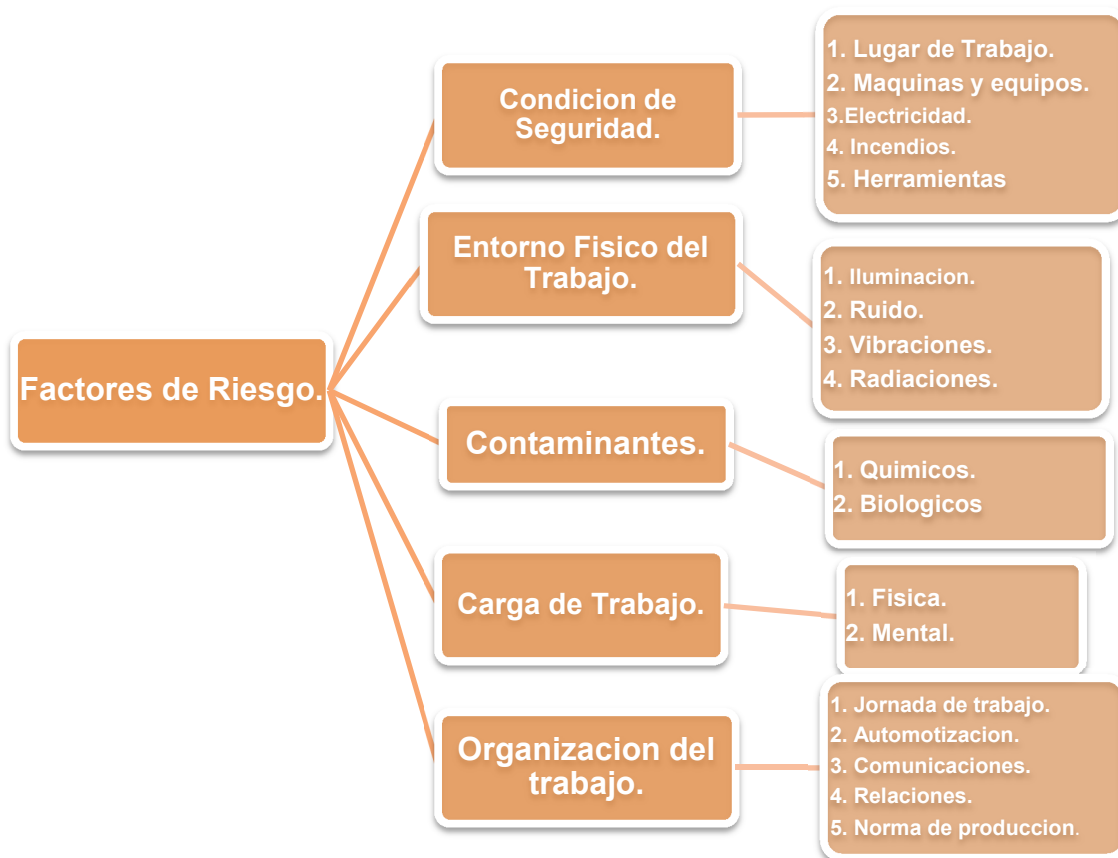 Factores de Riesgo.
Condicion de
Seguridad.
1. Lugar de Trabajo.
2. Maquinas y equipos.
3.Electricidad.
4. Incendios.
5. Herramientas
Entorno Fisico del
Trabajo.
1. Iluminacion.
2. Ruido.
3. Vibraciones.
4. Radiaciones.
Contaminantes.
1. Quimicos.
2. Biologicos
Carga de Trabajo.
1. Fisica.
2. Mental.
Organizacion del
trabajo.
1. Jornada de trabajo.
2. Automotizacion.
3. Comunicaciones.
4. Relaciones.
5. Norma de produccion.